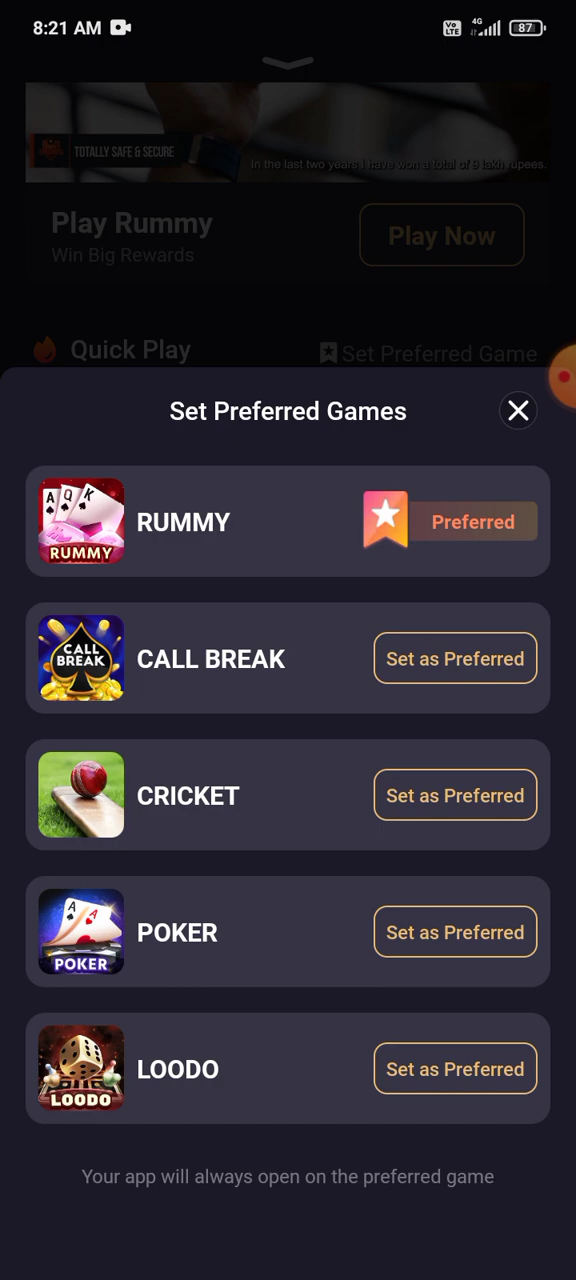 8:21 AM
Vo LTE 4G 87
TOTALLY SAFE & SECURE
In the last two years I have won a total of 9 lakh rupees.
Play Rummy
Play Now
Win Big Rewards
Quick Play
Set Preferred Game
Set Preferred Games
A Q K
RUMMY
RUMMY
Preferred
CALL BREAK
CALL BREAK
Set as Preferred
CRICKET
Set as Preferred
A A
POKER
POKER
Set as Preferred
LOODO
LOODO
Set as Preferred
Your app will always open on the preferred game